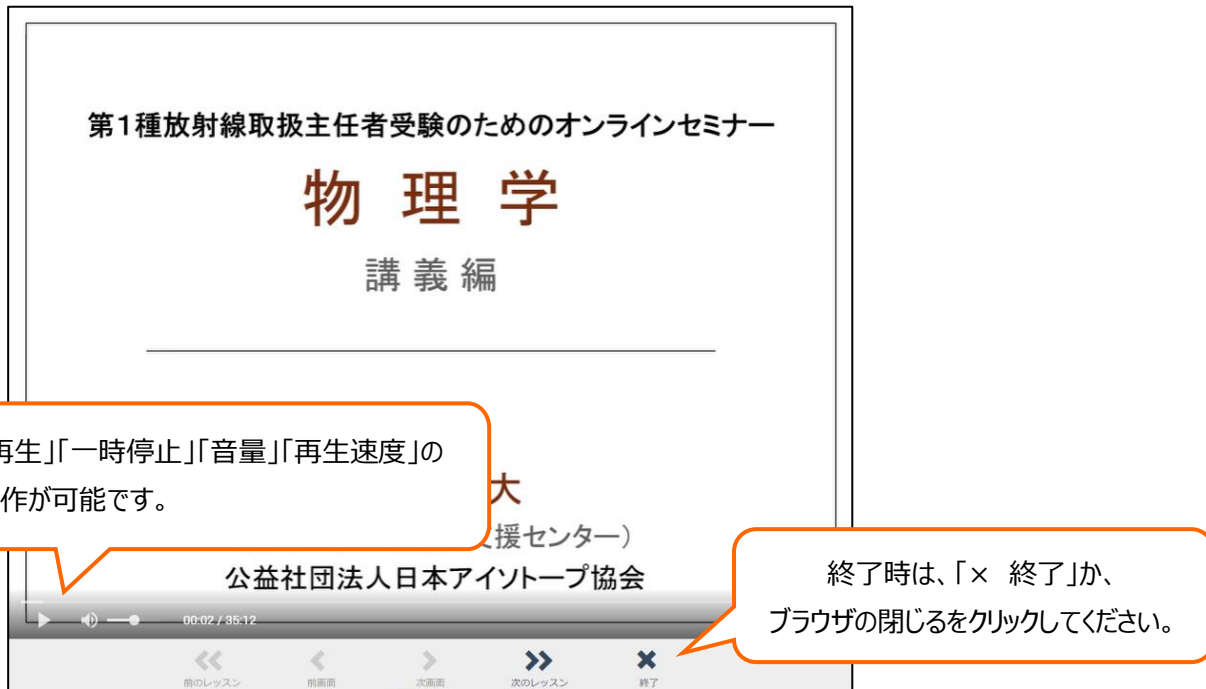 第1種放射線取扱主任者受験のためのオンラインセミナー
物 理 学
講 義 編
再生」「一時停止」「音量」「再生速度」の
作が可能です。
大
援センター)
公益社団法人日本アイソトープ協会
終了時は、「× 終了」か、
ブラウザの閉じるをクリックしてください。
00:02 / 35:12
前のレッスン
前画面
次画面
次のレッスン
終了